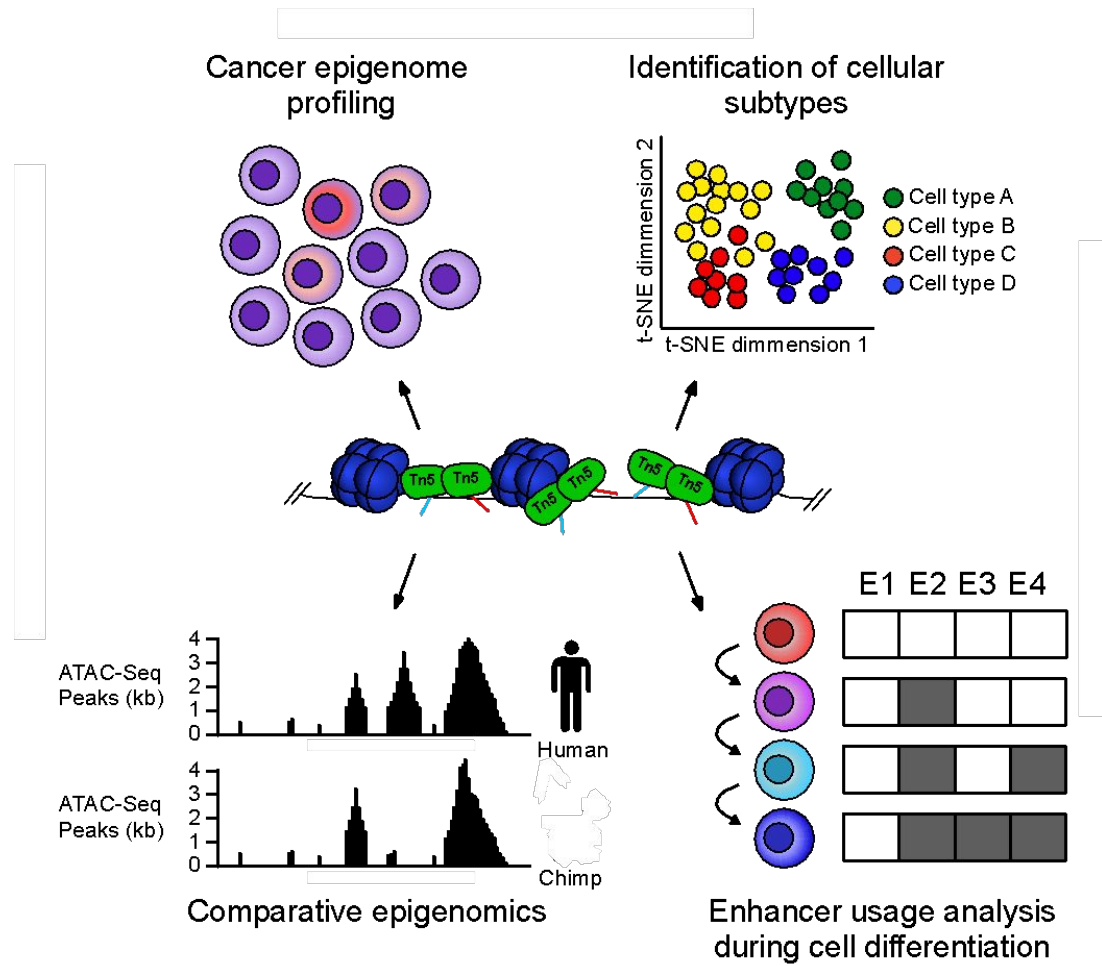 Cancer epigenome
profiling
Identification of cellular
subtypes
t-SNE dimmension 2
t-SNE dimmension 1
Cell type A
Cell type B
Cell type C
Cell type D
Tn5
Tn5
Tn5
Tn5
Tn5
Tn5
ATAC-Seq
Peaks (kb)
4
3
2
1
0
Human
ATAC-Seq
Peaks (kb)
4
3
2
1
0
Chimp
Comparative epigenomics
E1 E2 E3 E4
Enhancer usage analysis
during cell differentiation